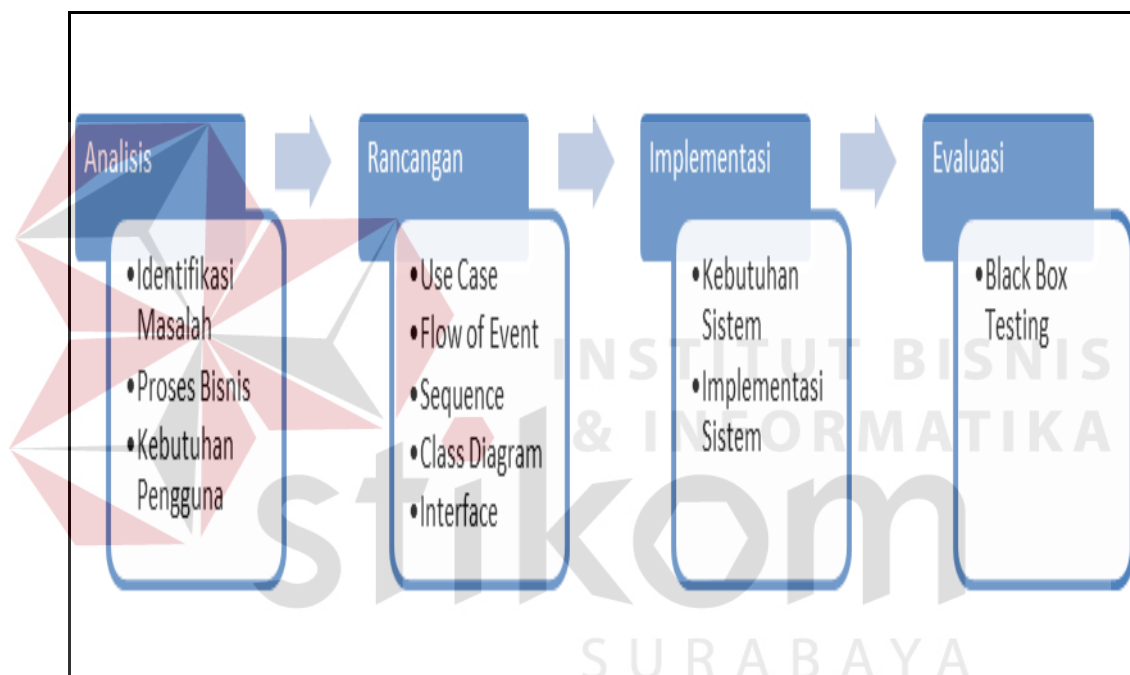 Analisis
•Identifikasi
Masalah
•Proses Bisnis
•Kebutuhan
Pengguna
Rancangan
•Use Case
•Flow of Event
•Sequence
•Class Diagram
•Interface
Implementasi
•Kebutuhan
Sistem
•Implementasi
Sistem
Evaluasi
•Black Box
Testing
INSTITUT BISNIS
& INFORMATIKA
stikom
SURABAYA